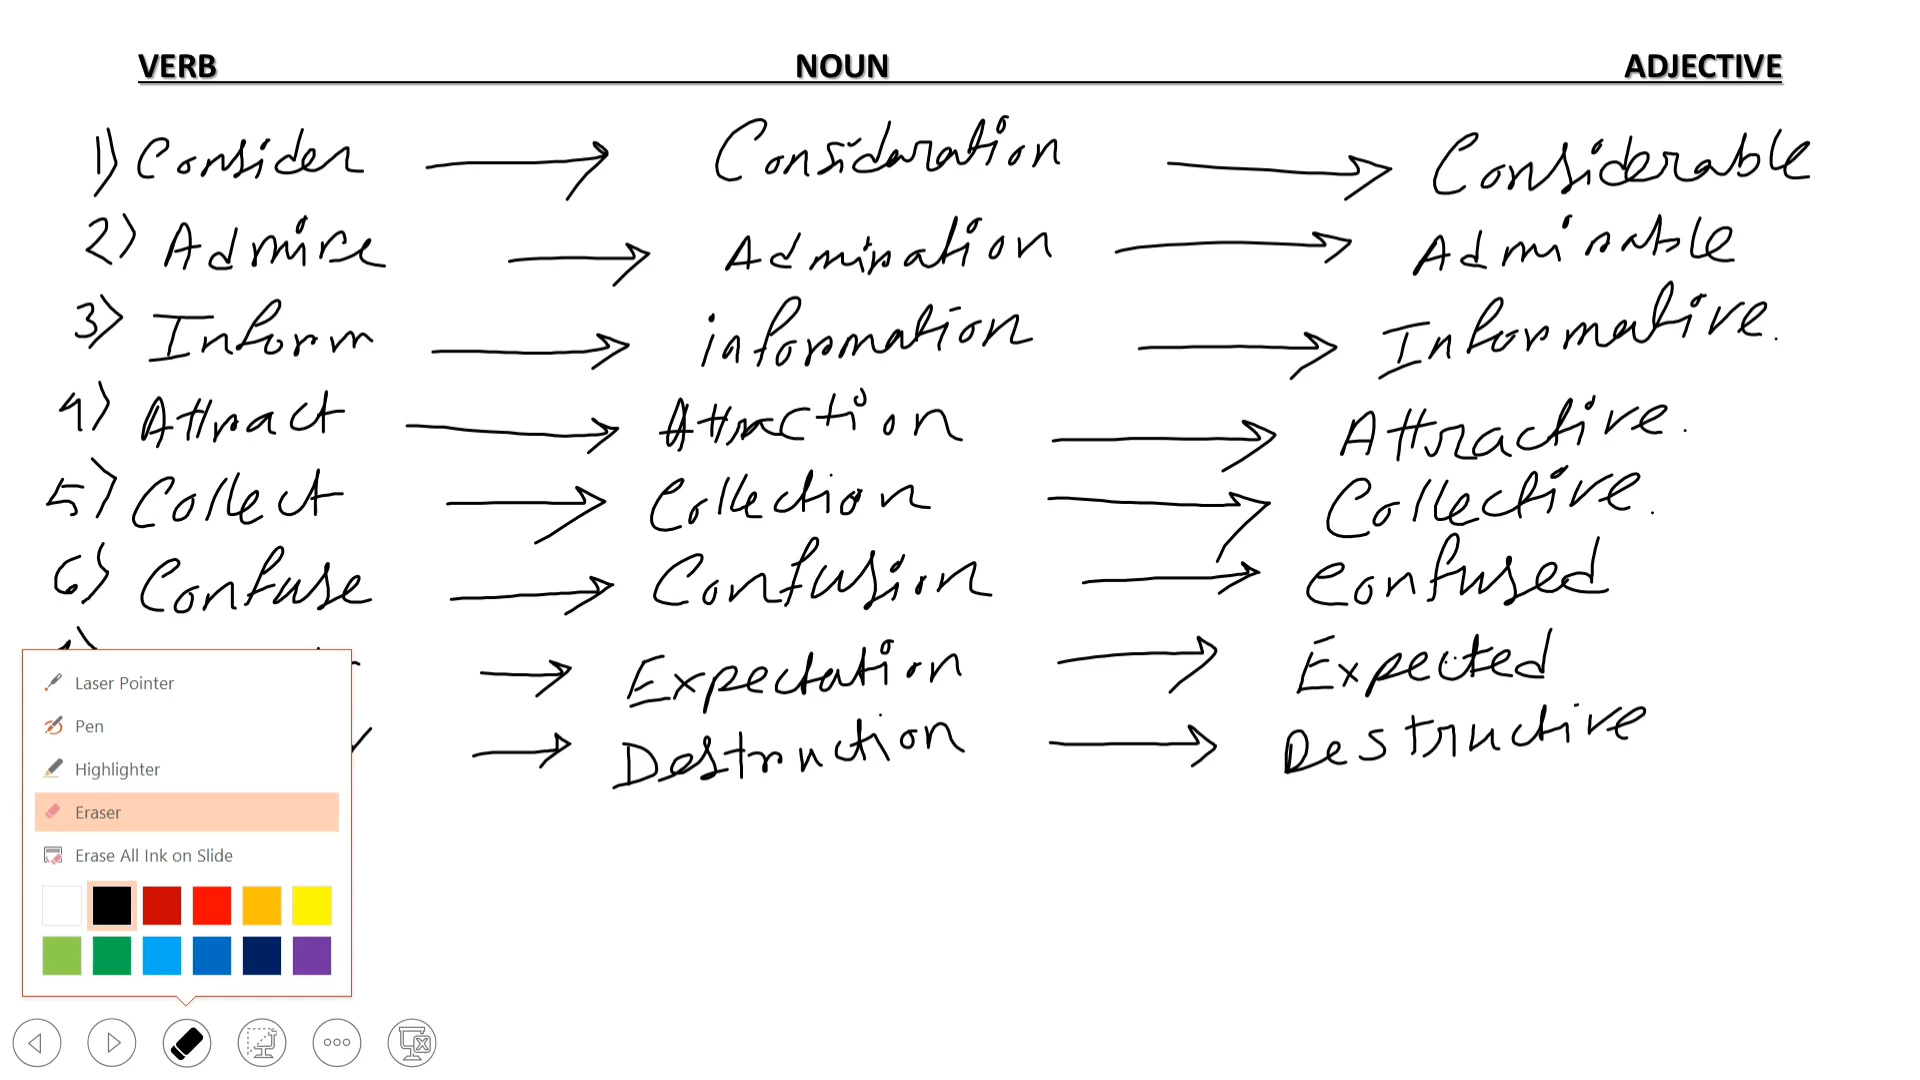 VERB NOUN ADJECTIVE
1) Consider → Consideration → Considerable
2) Admire → Admiration → Admirable
3) Inform → information → Informative.
4) Attract → Attraction → Attractive.
5) Collect → Collection → Collective.
6) Confuse → Confusion → Confused
→ Expectation → Expected
→ Destruction → Destructive
Laser Pointer
Pen
Highlighter
Eraser
Erase All Ink on Slide